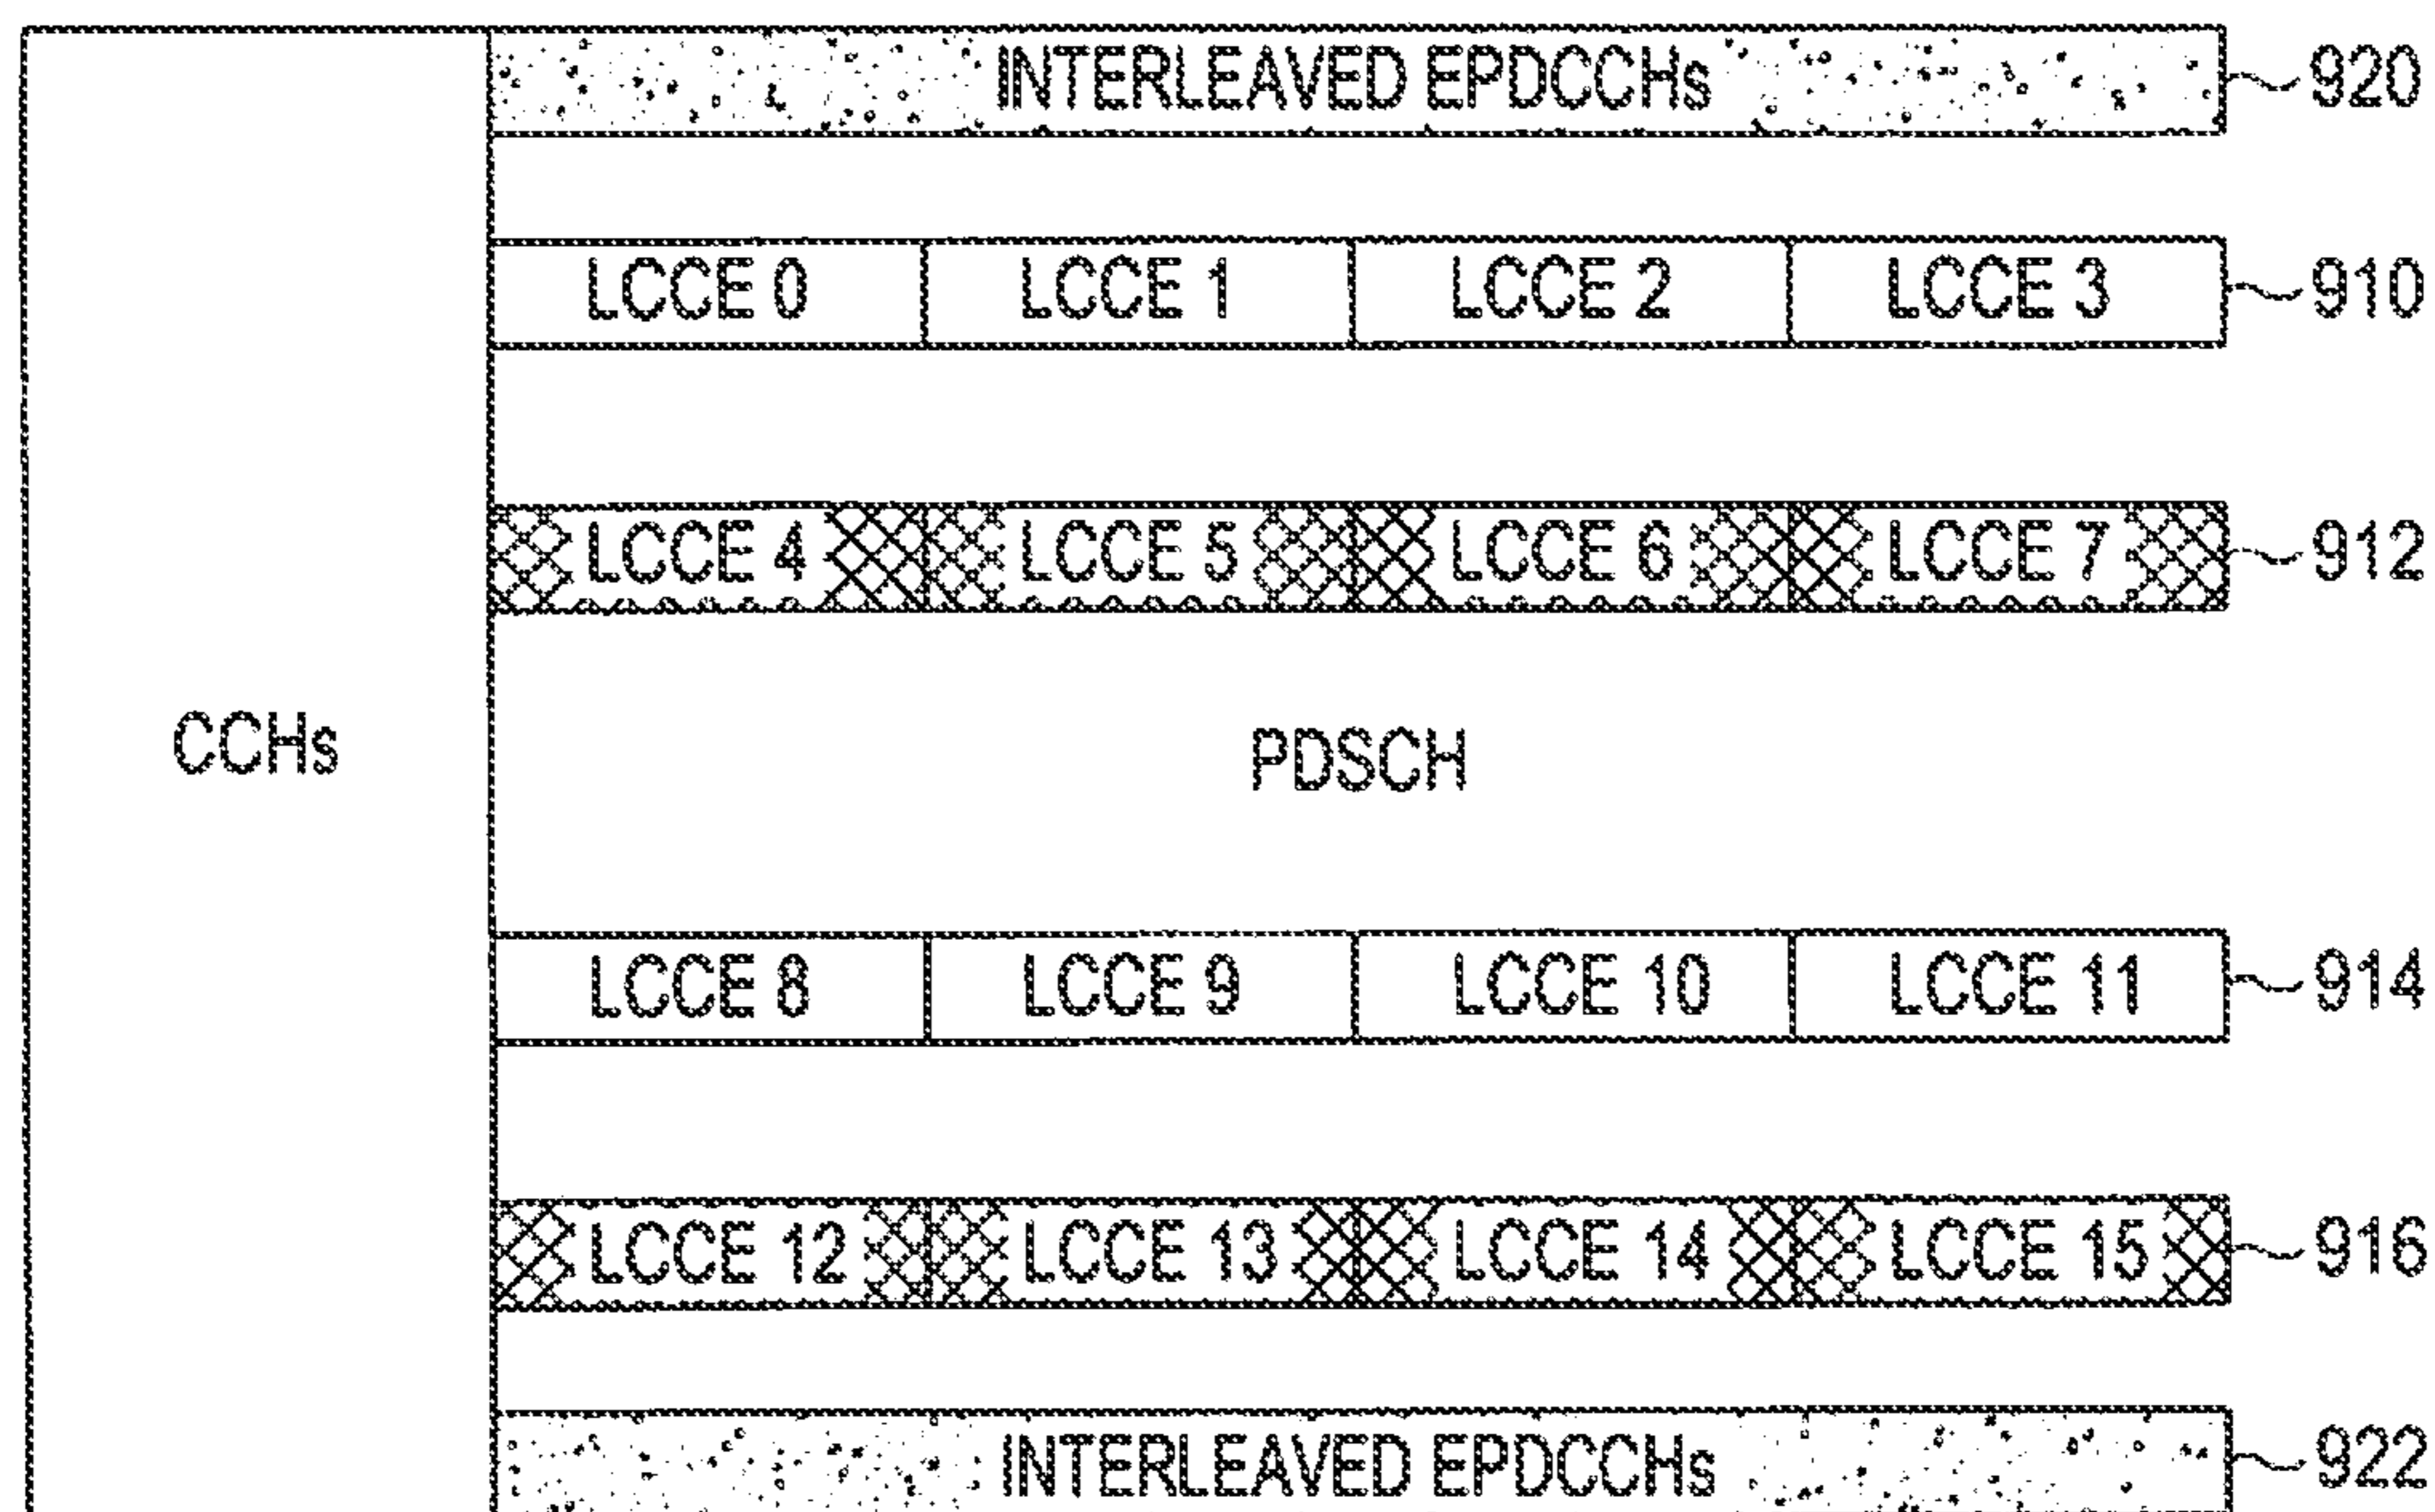 INTERLEAVED EPDCCHs 920
LCCE 0 LCCE 1 LCCE 2 LCCE 3 910
LCCE 4 LCCE 5 LCCE 6 LCCE 7 912
CCHs PDSCH
LCCE 8 LCCE 9 LCCE 10 LCCE 11 914
LCCE 12 LCCE 13 LCCE 14 LCCE 15 916
INTERLEAVED EPDCCHs 922